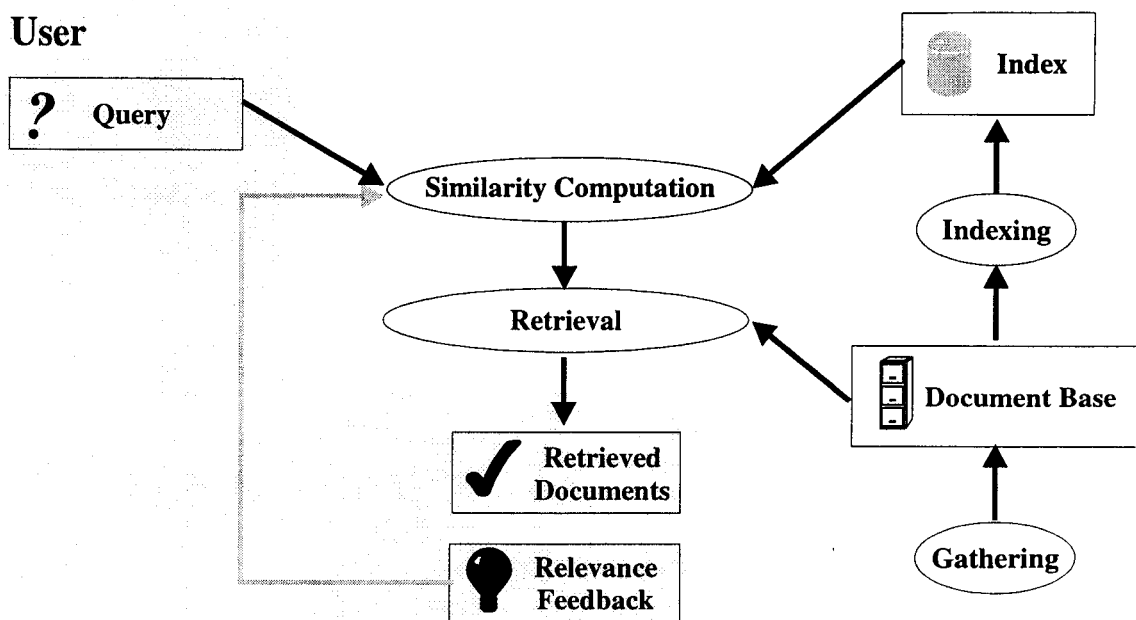 User
? Query
Index
Similarity Computation
Indexing
Retrieval
Document Base
Retrieved
Documents
Gathering
Relevance
Feedback